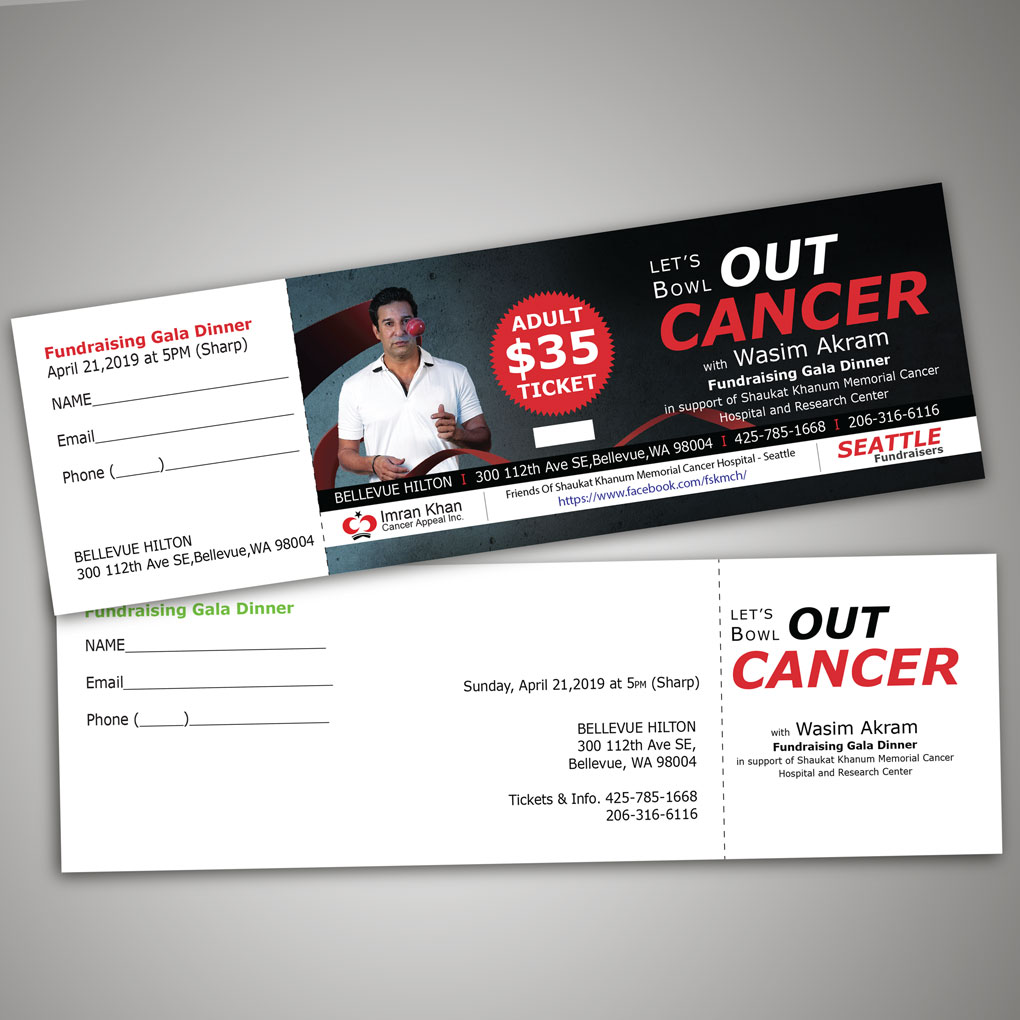 Fundraising Gala Dinner
April 21,2019 at 5PM (Sharp)
NAME
Email
Phone (_____)
BELLEVUE HILTON
300 112th Ave SE,Bellevue,WA 98004
ADULT
$35
TICKET
LET'S
BOWL
OUT
CANCER
with Wasim Akram
Fundraising Gala Dinner
in support of Shaukat Khanum Memorial Cancer
Hospital and Research Center
BELLEVUE HILTON I 300 112th Ave SE,Bellevue,WA 98004 I 425-785-1668 I 206-316-6116
Imran Khan
Cancer Appeal Inc.
Friends Of Shaukat Khanum Memorial Cancer Hospital - Seattle
https://www.facebook.com/fskmch/
SEATTLE
Fundraisers
Fundraising Gala Dinner
NAME
Email
Phone (_____)
Sunday, April 21,2019 at 5PM (Sharp)
BELLEVUE HILTON
300 112th Ave SE,
Bellevue, WA 98004
Tickets & Info. 425-785-1668
206-316-6116
LET'S
BOWL
OUT
CANCER
with Wasim Akram
Fundraising Gala Dinner
in support of Shaukat Khanum Memorial Cancer
Hospital and Research Center